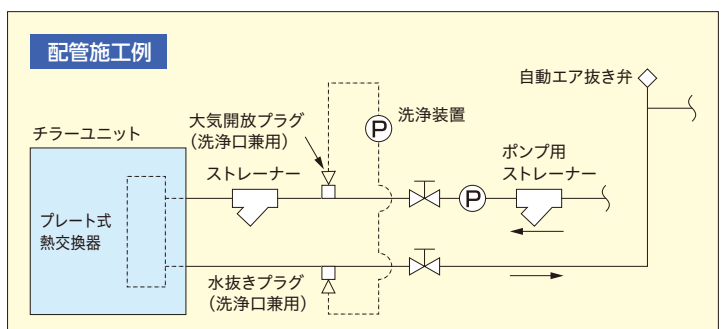 配管施工例
自動エア抜き弁
大気開放プラグ
(洗浄口兼用)
P
洗浄装置
チラーユニット
ストレーナー
ポンプ用
ストレーナー
P
プレート式
熱交換器
水抜きプラグ
(洗浄口兼用)